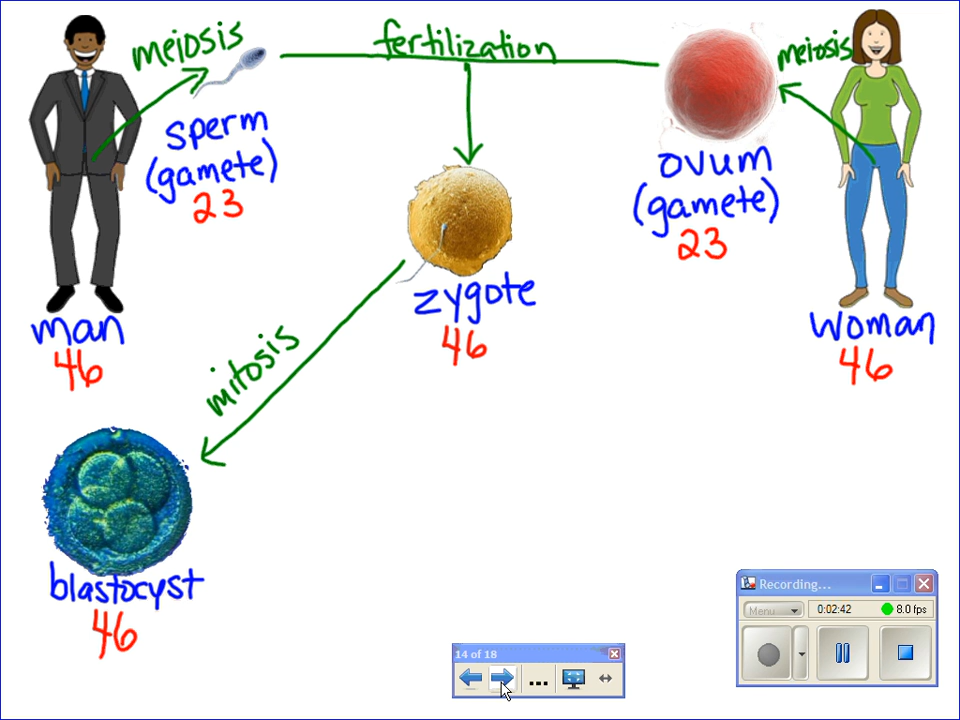 meiosis
fertilization
meiosis
sperm
(gamete)
23
ovum
(gamete)
23
zygote
46
man
46
woman
46
mitosis
blastocyst
46
Recording...
Menu
0:02:42
8.0 fps
14 of 18
...